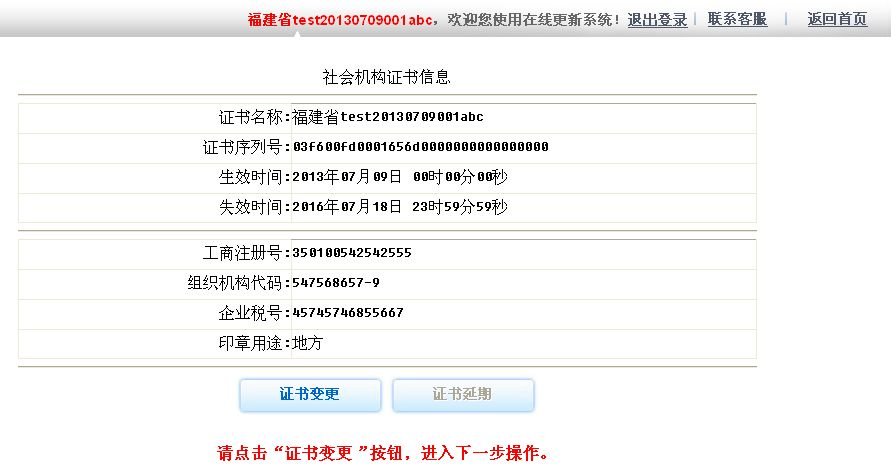 福建省test20130709001abc，欢迎您使用在线更新系统！ 退出登录 | 联系客服 | 返回首页
社会机构证书信息
证书名称:福建省test20130709001abc
证书序列号:03f600fd0001656d0000000000000000
生效时间:2013年07月09日 00时00分00秒
失效时间:2016年07月18日 23时59分59秒
工商注册号:350100542542555
组织机构代码:547568657-9
企业税号:45745746855667
印章用途:地方
证书变更 证书延期
请点击“证书变更”按钮，进入下一步操作。